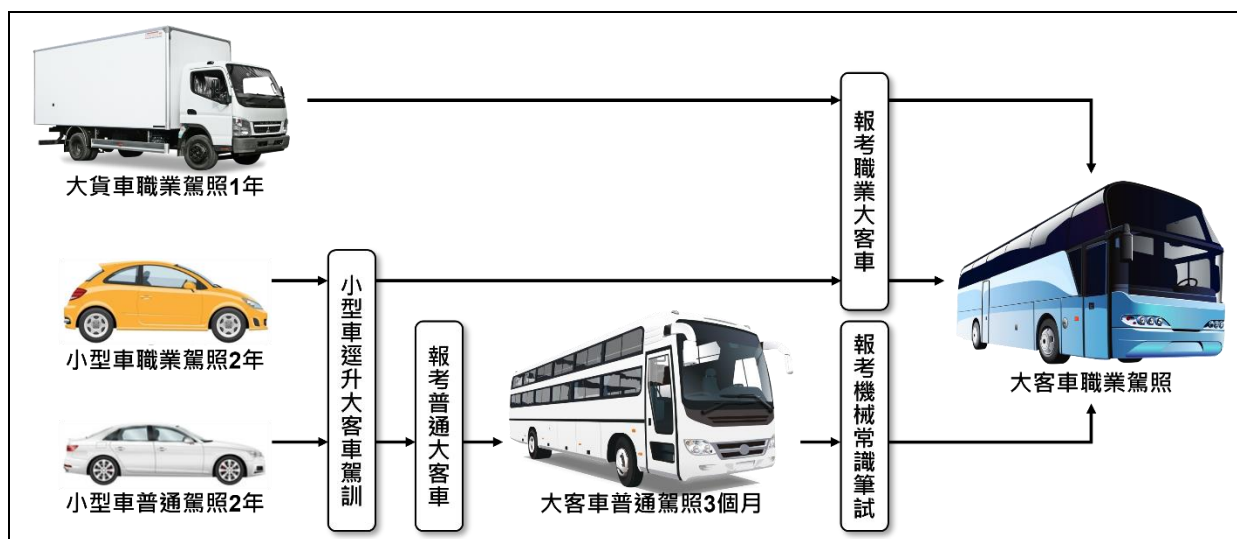 大貨車職業駕照1年
小型車職業駕照2年
小型車普通駕照2年
小型車逕升大客車駕訓
報考普通大客車
大客車普通駕照3個月
報考職業大客車
報考機械常識筆試
大客車職業駕照